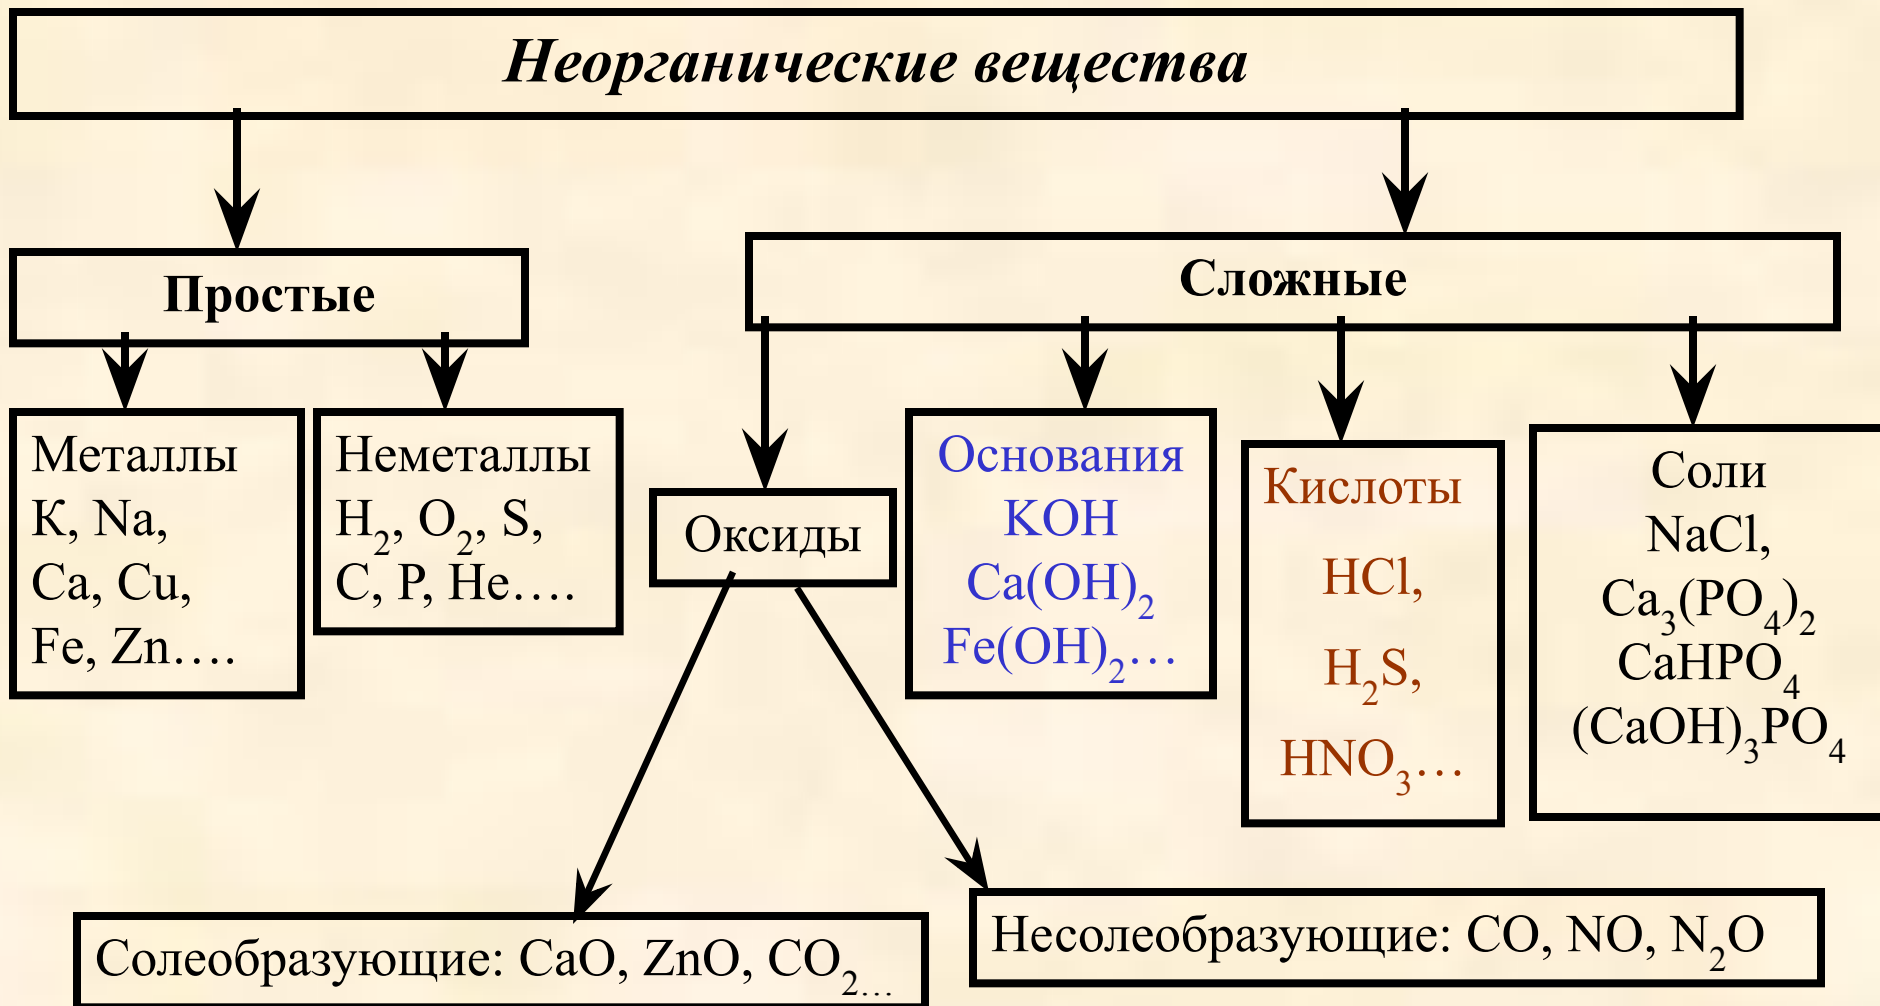 Неорганические вещества
Простые
Сложные
Металлы
K, Na,
Ca, Cu,
Fe, Zn….
Неметаллы
H₂, O₂, S,
C, P, He….
Оксиды
Основания
KOH
Ca(OH)₂
Fe(OH)₂…
Кислоты
HCl,
H₂S,
HNO₃…
Соли
NaCl,
Ca₃(PO₄)₂
CaHPO₄
(CaOH)₃PO₄
Солеобразующие: CaO, ZnO, CO₂…
Несолеобразующие: CO, NO, N₂O